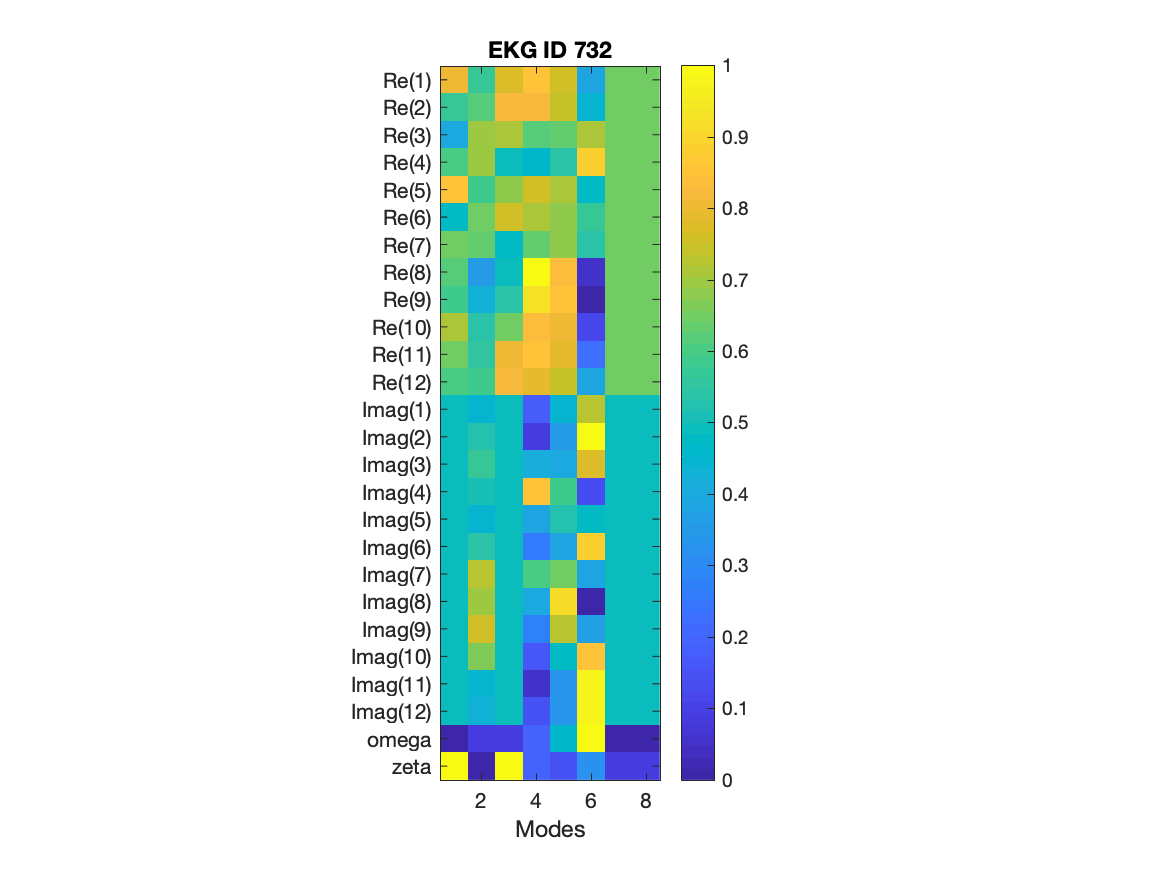 EKG ID 732
Re(1)
Re(2)
Re(3)
Re(4)
Re(5)
Re(6)
Re(7)
Re(8)
Re(9)
Re(10)
Re(11)
Re(12)
Imag(1)
Imag(2)
Imag(3)
Imag(4)
Imag(5)
Imag(6)
Imag(7)
Imag(8)
Imag(9)
Imag(10)
Imag(11)
Imag(12)
omega
zeta
2 4 6 8
Modes
1
0.9
0.8
0.7
0.6
0.5
0.4
0.3
0.2
0.1
0